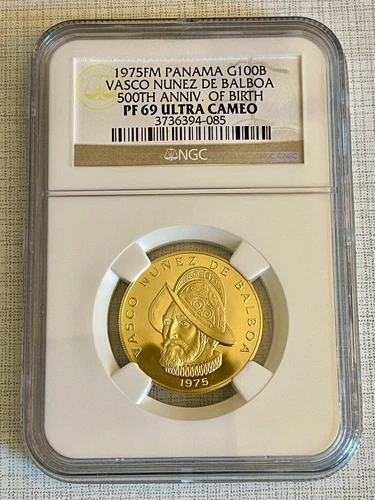 1975FM PANAMA G100B
VASCO NUNEZ DE BALBOA
500TH ANNIV. OF BIRTH
PF 69 ULTRA CAMEO
3736394-085
NGC
VASCO NUÑEZ DE BALBOA
1975